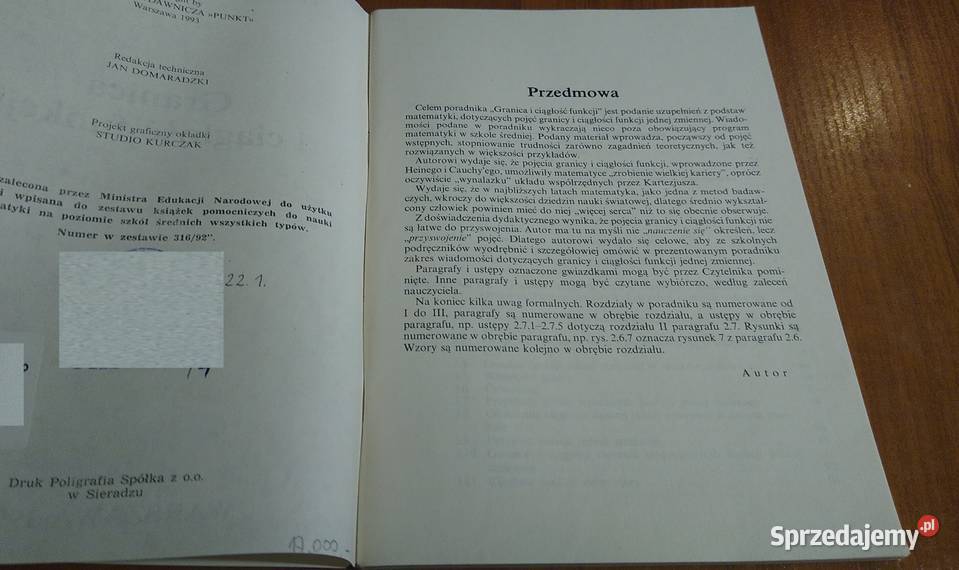 by
DAWNICZA »PUNKT«
Warszawa 1993
Redakcja techniczna
JAN DOMARADZKI
Projekt graficzny okładki
STUDIO KURCZAK
zalecona przez Ministra Edukacji Narodowej do użytku
i wpisana do zestawu książek pomocniczych do nauki
atyki na poziomie szkół średnich wszystkich typów.
Numer w zestawie 316/92”.
22. 1.
Druk Poligrafia Spółka z o.o.
w Sieradzu
17.000.-
Przedmowa
Celem poradnika „Granica i ciągłość funkcji” jest podanie uzupełnień z podstaw
matematyki, dotyczących pojęć granicy i ciągłości funkcji jednej zmiennej. Wiado-
mości podane w poradniku wykraczają nieco poza obowiązujący program
matematyki w szkole średniej. Podany materiał wprowadza, począwszy od pojęć
wstępnych, stopniowanie trudności zarówno zagadnień teoretycznych, jak też
rozwiązanych w większości przykładów.
Autorowi wydaje się, że pojęcia granicy i ciągłości funkcji, wprowadzone przez
Heinego i Cauchy'ego, umożliwiły matematyce „zrobienie wielkiej kariery”, oprócz
oczywiście „wynalazku” układu współrzędnych przez Kartezjusza.
Wydaje się, że w najbliższych latach matematyka, jako jedna z metod badaw-
czych, wkroczy do większości dziedzin nauki światowej, dlatego średnio wykształ-
cony człowiek powinien mieć do niej „więcej serca” niż to się obecnie obserwuje.
Z doświadczenia dydaktycznego wynika, że pojęcia granicy i ciągłości funkcji nie
są łatwe do przyswojenia. Autor ma tu na myśli nie „nauczenie się” określeń, lecz
„przyswojenie” pojęć. Dlatego autorowi wydało się celowe, aby ze szkolnych
podręczników wyodrębnić i szczegółowiej omówić w prezentowanym poradniku
zakres wiadomości dotyczących granicy i ciągłości funkcji jednej zmiennej.
Paragrafy i ustępy oznaczone gwiazdkami mogą być przez Czytelnika pomi-
nięte. Inne paragrafy i ustępy mogą być czytane wybiórczo, według zaleceń
nauczyciela.
Na koniec kilka uwag formalnych. Rozdziały w poradniku są numerowane od
I do III, paragrafy są numerowane w obrębie rozdziału, a ustępy w obrębie
paragrafu, np. ustępy 2.7.1–2.7.5 dotyczą rozdziału II paragrafu 2.7. Rysunki są
numerowane w obrębie paragrafu, np. rys. 2.6.7 oznacza rysunek 7 z paragrafu 2.6.
Wzory są numerowane kolejno w obrębie rozdziału.
Autor
Sprzedajemy.pl